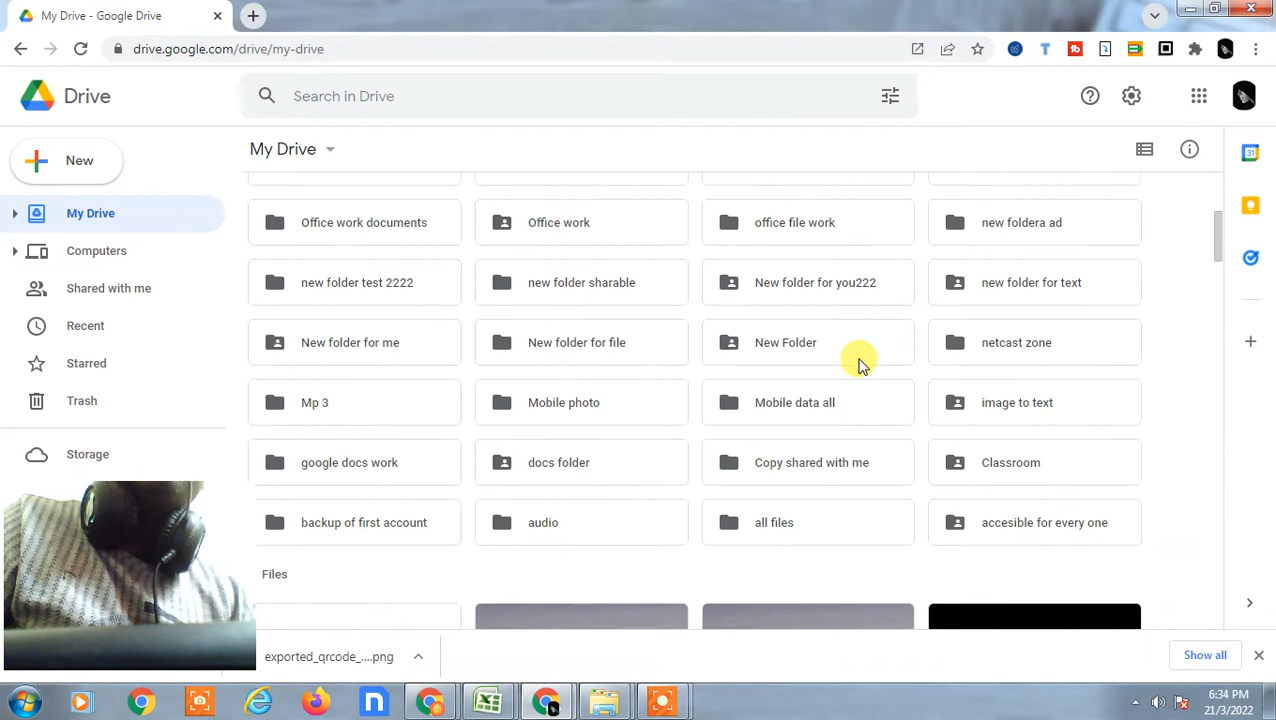 My Drive - Google Drive
drive.google.com/drive/my-drive
Drive
Search in Drive
New
My Drive
Computers
Shared with me
Recent
Starred
Trash
Storage
My Drive
Office work documents
Office work
office file work
new foldera ad
new folder test 2222
new folder sharable
New folder for you222
new folder for text
New folder for me
New folder for file
New Folder
netcast zone
Mp 3
Mobile photo
Mobile data all
image to text
google docs work
docs folder
Copy shared with me
Classroom
backup of first account
audio
all files
accesible for every one
Files
31
exported_qrcode_....png
Show all
6:34 PM
21/3/2022